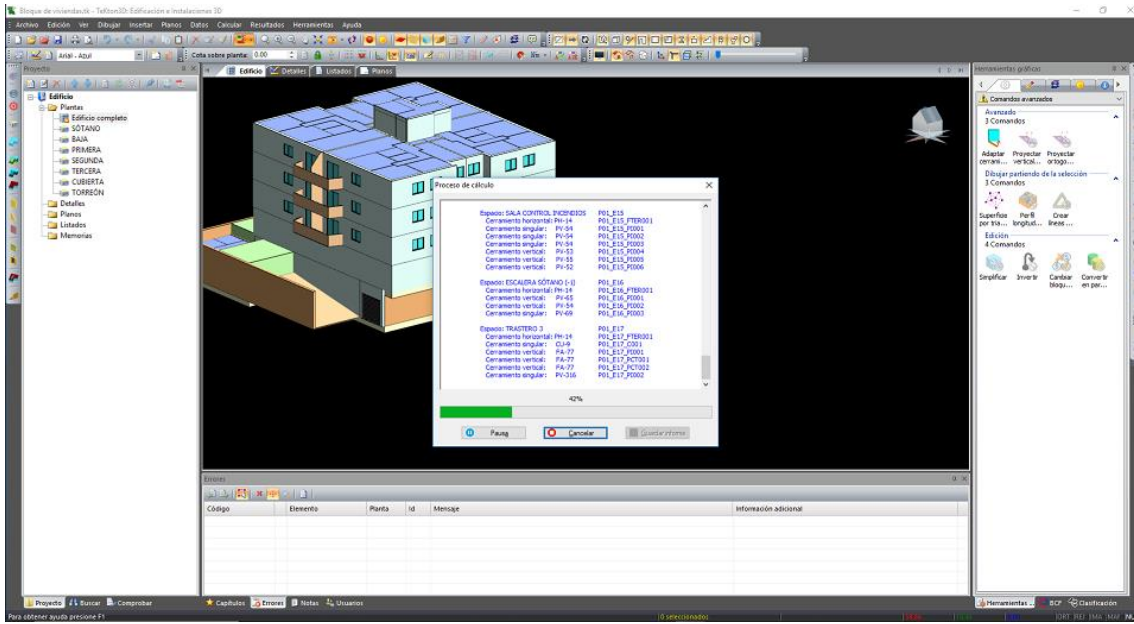 Bloque de viviendas.tk - TeKton3D: Edificación e Instalaciones 3D
Archivo Edición Ver Dibujar Insertar Planos Datos Calcular Resultados Herramientas Ayuda
Arial - Azul
Cota sobre planta: 0.00
Proyecto
Edificio Detalles Listados Planos
Herramientas gráficas
Edificio
Plantas
Edificio completo
SÓTANO
BAJA
PRIMERA
SEGUNDA
TERCERA
CUBIERTA
TORREÓN
Detalles
Planos
Listados
Memorias
Proceso de cálculo
Espacio: SALA CONTROL INCENDIOS P01_E15
Cerramiento horizontal: PH-14 P01_E15_FTER001
Cerramiento singular: PV-54 P01_E15_PI001
Cerramiento singular: PV-54 P01_E15_PI002
Cerramiento singular: PV-54 P01_E15_PI003
Cerramiento vertical: PV-53 P01_E15_PI004
Cerramiento vertical: PV-55 P01_E15_PI005
Cerramiento vertical: PV-52 P01_E15_PI006
Espacio: ESCALERA SÓTANO (-1) P01_E16
Cerramiento horizontal: PH-14 P01_E16_FTER001
Cerramiento vertical: PV-65 P01_E16_PI001
Cerramiento vertical: PV-54 P01_E16_PI002
Cerramiento vertical: PV-69 P01_E16_PI003
Espacio: TRASTERO 3 P01_E17
Cerramiento horizontal: PH-14 P01_E17_FTER001
Cerramiento singular: CU-9 P01_E17_C001
Cerramiento vertical: FA-77 P01_E17_PI001
Cerramiento vertical: FA-77 P01_E17_PCT001
Cerramiento vertical: FA-77 P01_E17_PCT002
Cerramiento singular: PV-316 P01_E17_PI002
42%
Pausa Cancelar Guardar informe
Comandos avanzados
Avanzado
3 Comandos
Adaptar Proyectar Proyectar
cerrami... vertical... ortogo...
Dibujar partiendo de la selección
3 Comandos
Superficie Perfil Crear
por tria... longitud... líneas ...
Edición
4 Comandos
Simplificar Invertir Cambiar Convertir
bloqu... en par...
Errores
Código Elemento Planta Id Mensaje Información adicional
Proyecto Buscar Comprobar
Capítulos Errores Notas Usuarios
Herramientas ... BCF Clasificación
Para obtener ayuda presione F1
0 seleccionados
ORT REJ IMA MAY NU